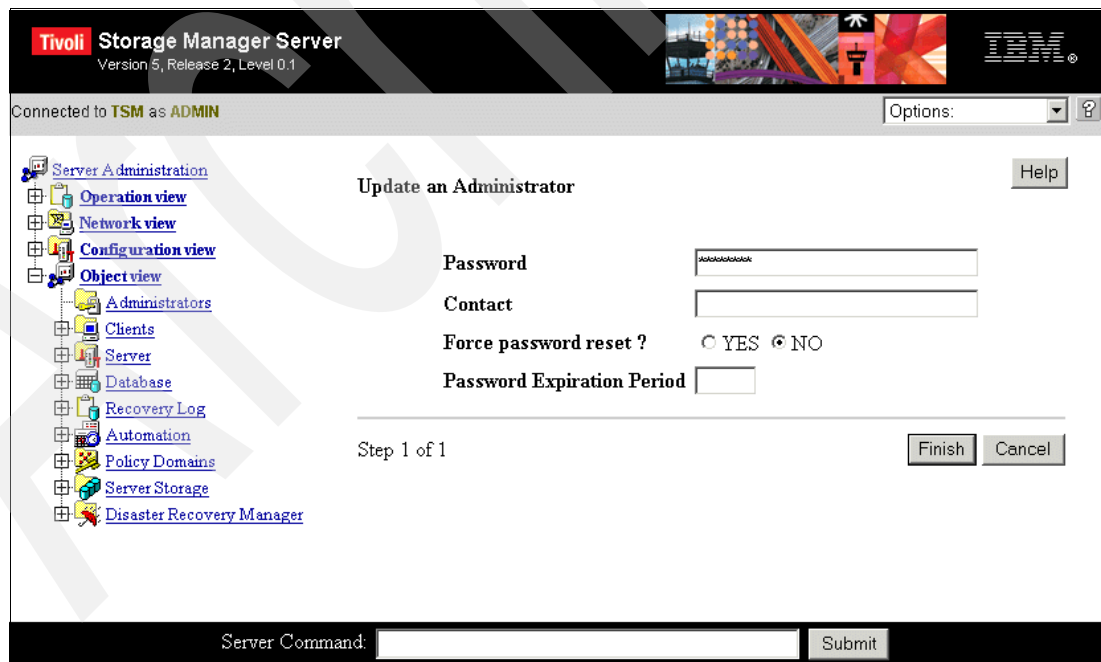 Tivoli Storage Manager Server
Version 5, Release 2, Level 0.1
IBM®
Connected to TSM as ADMIN
Options:
?
Server Administration
Operation view
Network view
Configuration view
Object view
Administrators
Clients
Server
Database
Recovery Log
Automation
Policy Domains
Server Storage
Disaster Recovery Manager
Help
Update an Administrator
Password *********
Contact
Force password reset ? YES NO
Password Expiration Period
Step 1 of 1
Finish Cancel
Server Command: Submit